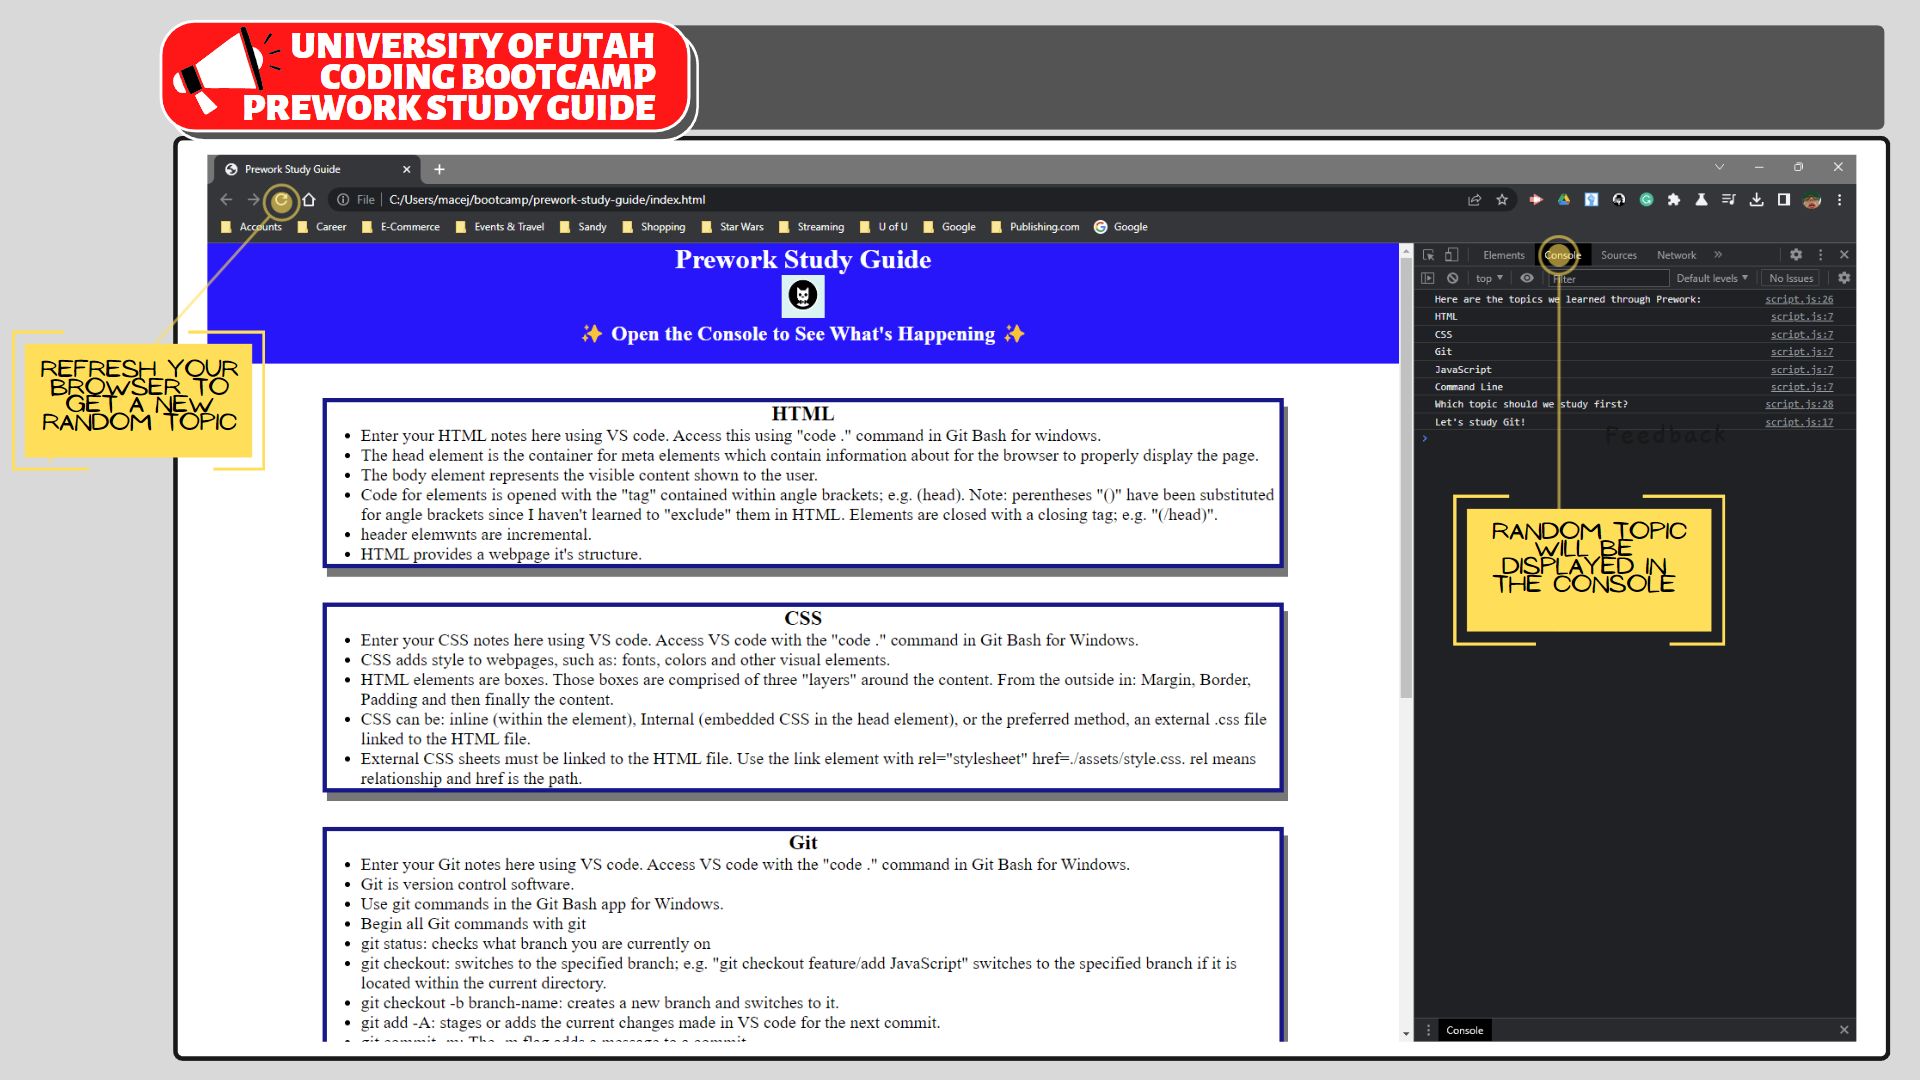 UNIVERSITY OF UTAH
CODING BOOTCAMP
PREWORK STUDY GUIDE
Prework Study Guide
File C:/Users/macej/bootcamp/prework-study-guide/index.html
Accounts Career E-Commerce Events & Travel Sandy Shopping Star Wars Streaming U of U Google Publishing.com Google
Prework Study Guide
✨ Open the Console to See What's Happening ✨
REFRESH YOUR
BROWSER TO
GET A NEW
RANDOM TOPIC
HTML
• Enter your HTML notes here using VS code. Access this using "code ." command in Git Bash for windows.
• The head element is the container for meta elements which contain information about for the browser to properly display the page.
• The body element represents the visible content shown to the user.
• Code for elements is opened with the "tag" contained within angle brackets; e.g. (head). Note: perentheses "()" have been substituted
for angle brackets since I haven't learned to "exclude" them in HTML. Elements are closed with a closing tag; e.g. "(/head)".
• header elemwnts are incremental.
• HTML provides a webpage it's structure.
CSS
• Enter your CSS notes here using VS code. Access VS code with the "code ." command in Git Bash for Windows.
• CSS adds style to webpages, such as: fonts, colors and other visual elements.
• HTML elements are boxes. Those boxes are comprised of three "layers" around the content. From the outside in: Margin, Border,
Padding and then finally the content.
• CSS can be: inline (within the element), Internal (embedded CSS in the head element), or the preferred method, an external .css file
linked to the HTML file.
• External CSS sheets must be linked to the HTML file. Use the link element with rel="stylesheet" href=./assets/style.css. rel means
relationship and href is the path.
Git
• Enter your Git notes here using VS code. Access VS code with the "code ." command in Git Bash for Windows.
• Git is version control software.
• Use git commands in the Git Bash app for Windows.
• Begin all Git commands with git
• git status: checks what branch you are currently on
• git checkout: switches to the specified branch; e.g. "git checkout feature/add JavaScript" switches to the specified branch if it is
located within the current directory.
• git checkout -b branch-name: creates a new branch and switches to it.
• git add -A: stages or adds the current changes made in VS code for the next commit.
• git commit -m: The -m flag adds a message to a commit.
Elements Console Sources Network
top Filter Default levels No Issues
Here are the topics we learned through Prework: script.js:26
HTML script.js:7
CSS script.js:7
Git script.js:7
JavaScript script.js:7
Command Line script.js:7
Which topic should we study first? script.js:28
Let's study Git! script.js:17
Feedback
RANDOM TOPIC
WILL BE
DISPLAYED IN
THE CONSOLE
Console